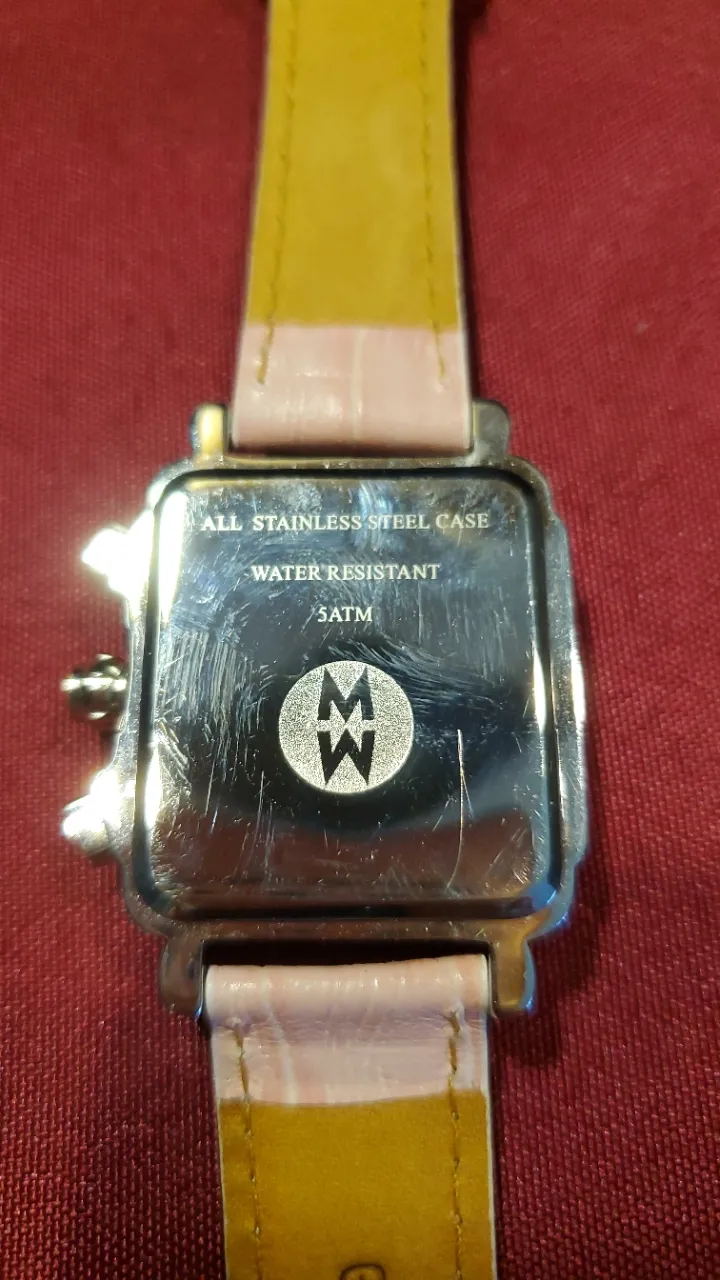 ALL STAINLESS STEEL CASE
WATER RESISTANT
5ATM
MW